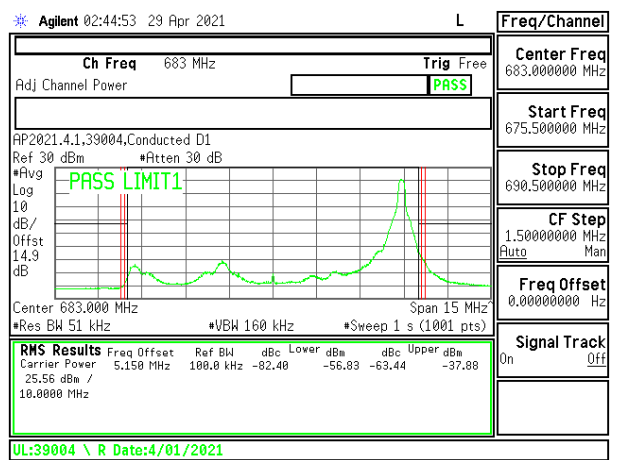 Agilent 02:44:53 29 Apr 2021 L
Freq/Channel
Ch Freq 683 MHz Trig Free
Adj Channel Power PASS
AP2021.4.1,39004,Conducted D1
Ref 30 dBm #Atten 30 dB
#Avg
Log
10
dB/
Offst
14.9
dB
PASS LIMIT1
Center 683.000 MHz Span 15 MHz^
#Res BW 51 kHz #VBW 160 kHz #Sweep 1 s (1001 pts)
RMS Results Freq Offset Ref BW dBc Lower dBm dBc Upper dBm
Carrier Power 5.150 MHz 100.0 kHz -82.40 -56.83 -63.44 -37.88
25.56 dBm /
10.0000 MHz
UL:39004 \ R Date:4/01/2021
Center Freq
683.000000 MHz
Start Freq
675.500000 MHz
Stop Freq
690.500000 MHz
CF Step
1.50000000 MHz
Auto Man
Freq Offset
0.00000000 Hz
Signal Track
On Off